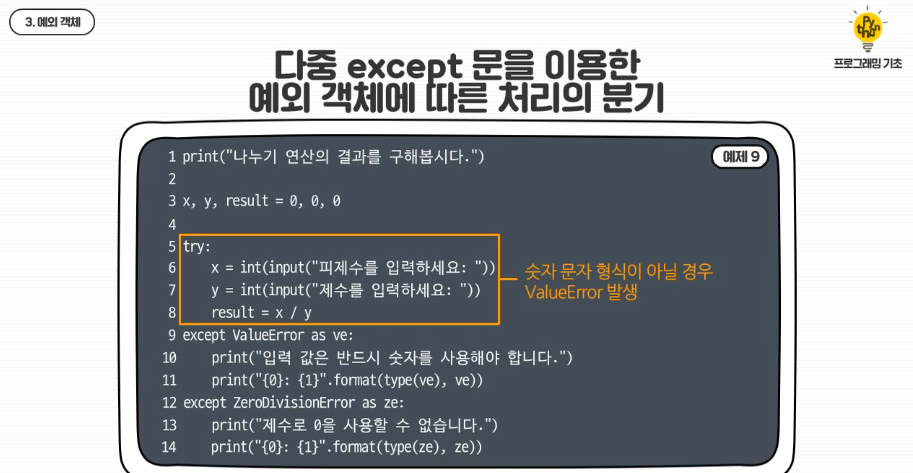 3. 예외 객체
Python
프로그래밍 기초
다중 except 문을 이용한
예외 객체에 따른 처리의 분기
예제 9
1 print("나누기 연산의 결과를 구해봅시다.")
2
3 x, y, result = 0, 0, 0
4
5 try:
6     x = int(input("피제수를 입력하세요: "))
7     y = int(input("제수를 입력하세요: "))
8     result = x / y
9 except ValueError as ve:
10     print("입력 값은 반드시 숫자를 사용해야 합니다.")
11     print("{0}: {1}".format(type(ve), ve))
12 except ZeroDivisionError as ze:
13     print("제수로 0을 사용할 수 없습니다.")
14     print("{0}: {1}".format(type(ze), ze))
숫자 문자 형식이 아닐 경우
ValueError 발생